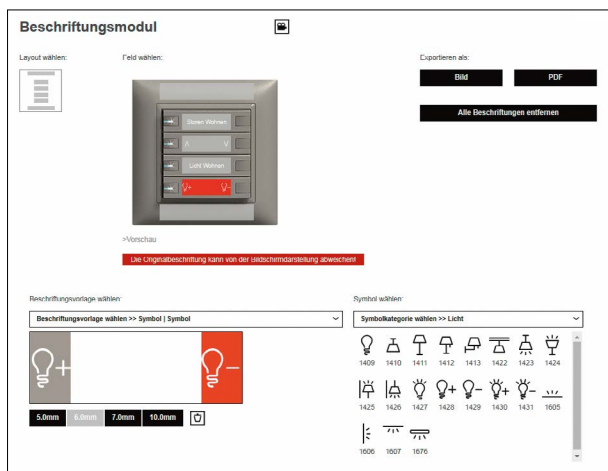 Beschriftungsmodul
Layout wählen:
Feld wählen:
Exportieren als:
Bild
PDF
Alle Beschriftungen entfernen
Storen Wohnen
Λ V
Licht Wohnen
+ −
>Vorschau
Die Originalbeschriftung kann von der Bildschirmdarstellung abweichen!
Beschriftungsvorlage wählen:
Beschriftungsvorlage wählen >> Symbol | Symbol
+ −
5.0mm 6.0mm 7.0mm 10.0mm
Symbol wählen:
Symbolkategorie wählen >> Licht
1409 1410 1411 1412 1413 1422 1423 1424
1425 1426 1427 1428 1429 1430 1431 1605
1606 1607 1676